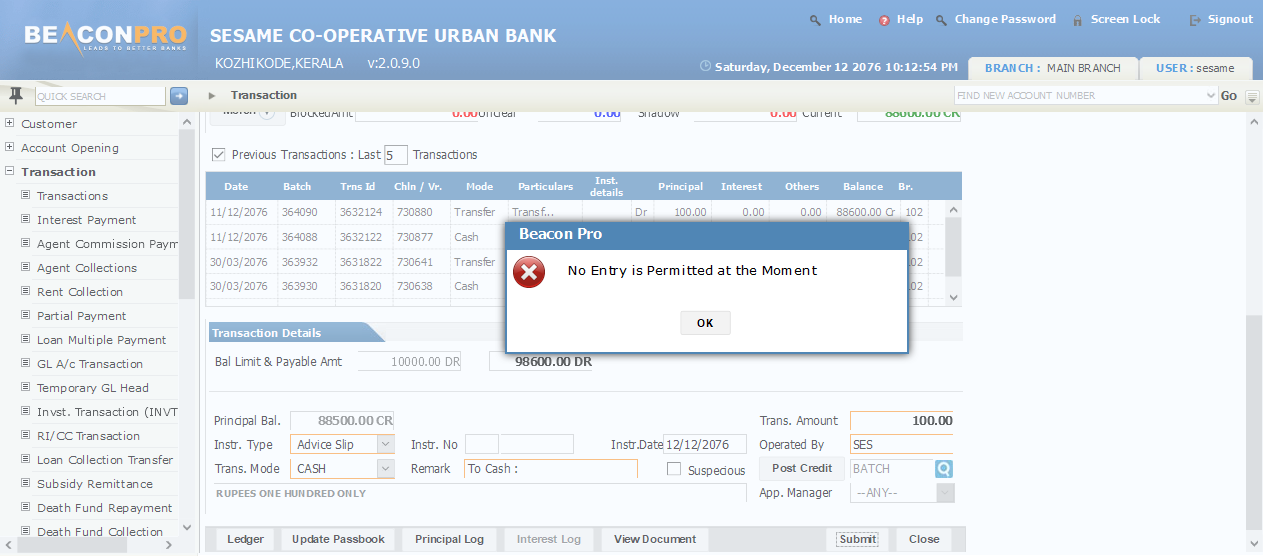 Home Help Change Password Screen Lock Signout
BEACONPRO
LEADS TO BETTER BANKS
SESAME CO-OPERATIVE URBAN BANK
KOZHIKODE,KERALA v:2.0.9.0
Saturday, December 12 2076 10:12:54 PM BRANCH : MAIN BRANCH USER : sesame
QUICK SEARCH Transaction FIND NEW ACCOUNT NUMBER Go
Customer
Account Opening
Transaction
Transactions
Interest Payment
Agent Commission Paym
Agent Collections
Rent Collection
Partial Payment
Loan Multiple Payment
GL A/c Transaction
Temporary GL Head
Invst. Transaction (INVT
RI/CC Transaction
Loan Collection Transfer
Subsidy Remittance
Death Fund Repayment
Death Fund Collection
BlockedAmt 0.00 Unclear 0.00 Shadow 0.00 Current 88600.00 CR
Previous Transactions : Last 5 Transactions
Date Batch Trns Id Chln / Vr. Mode Particulars Inst. details Principal Interest Others Balance Br.
11/12/2076 364090 3632124 730880 Transfer Transf... Dr 100.00 0.00 0.00 88600.00 Cr 102
11/12/2076 364088 3632122 730877 Cash
30/03/2076 363932 3631822 730641 Transfer
30/03/2076 363930 3631820 730638 Cash
Beacon Pro
No Entry is Permitted at the Moment
OK
Transaction Details
Bal Limit & Payable Amt 10000.00 DR 98600.00 DR
Principal Bal. 88500.00 CR Trans. Amount 100.00
Instr. Type Advice Slip Instr. No Instr.Date 12/12/2076 Operated By SES
Trans. Mode CASH Remark To Cash : Suspecious Post Credit BATCH
RUPEES ONE HUNDRED ONLY App. Manager --ANY--
Ledger Update Passbook Principal Log Interest Log View Document Submit Close